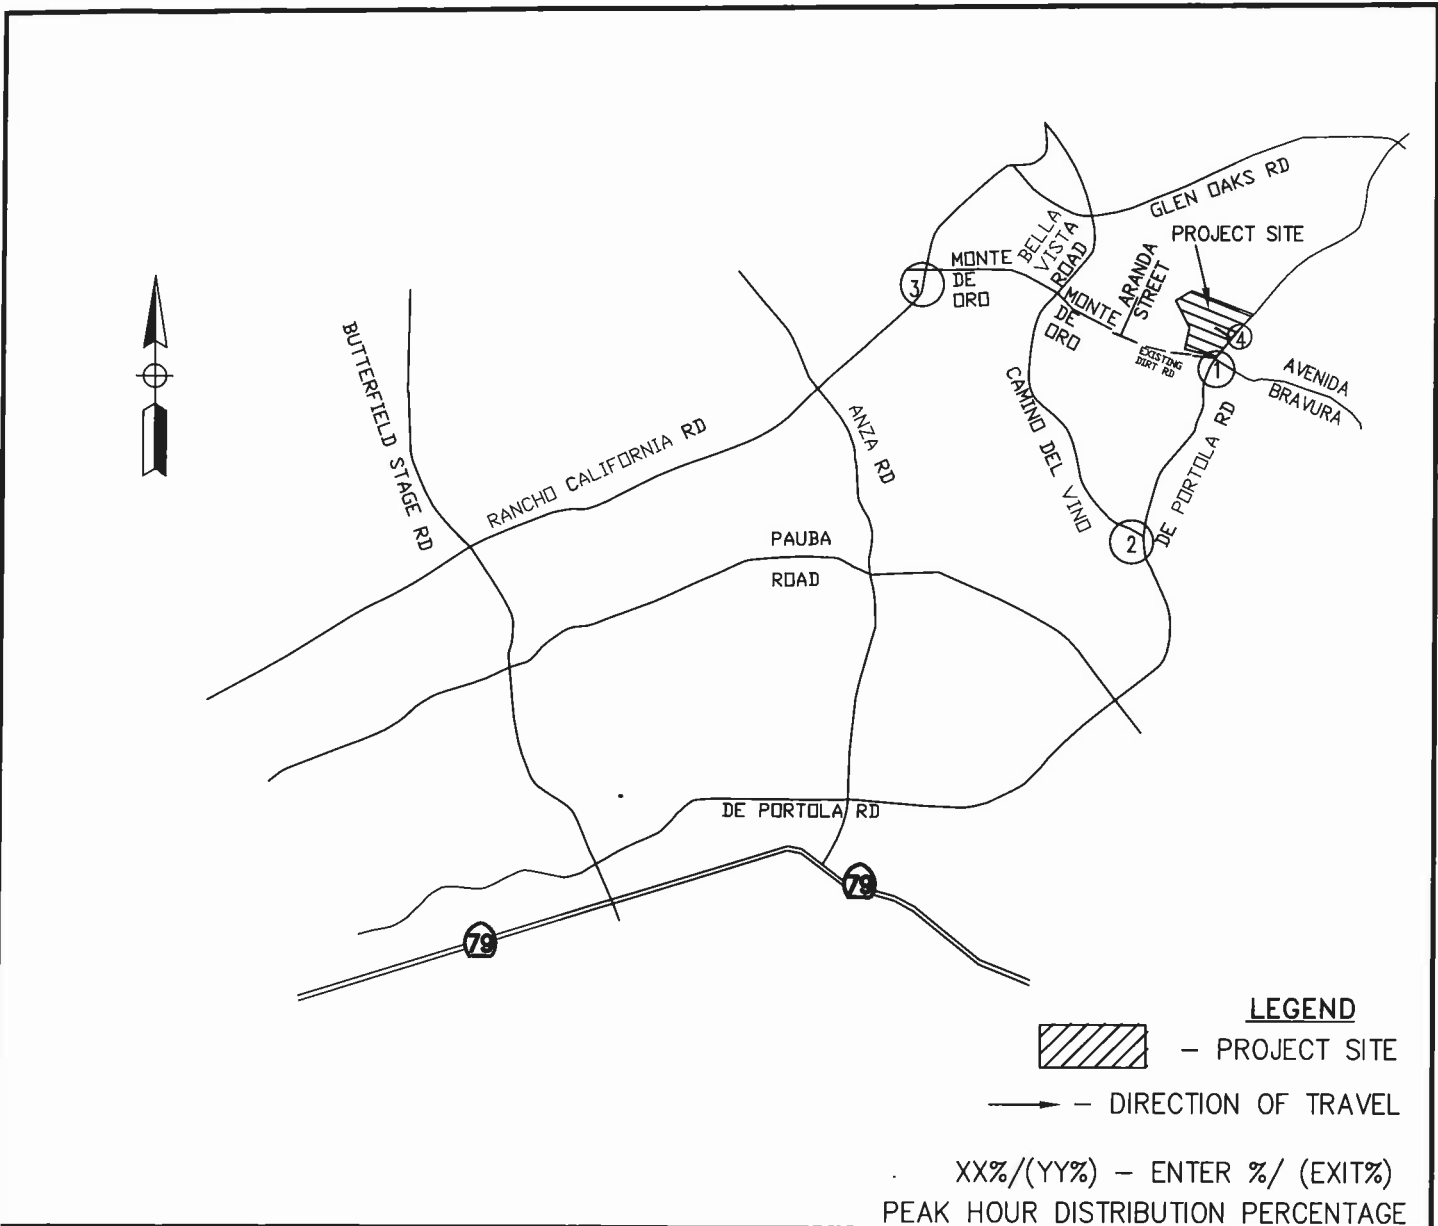 GLEN OAKS RD
PROJECT SITE
BELLA
VISTA
ROAD
ARANDA
STREET
MONTE
DE
ORO
3
MONTE
DE
ORO
4
EXISTING
DIRT RD
1
AVENIDA
BRAVURA
BUTTERFIELD STAGE RD
RANCHO CALIFORNIA RD
ANZA RD
CAMINO DEL VINO
DE PORTOLA RD
2
PAUBA
ROAD
DE PORTOLA RD
79
79
LEGEND
– PROJECT SITE
– DIRECTION OF TRAVEL
XX%/(YY%) – ENTER %/ (EXIT%)
PEAK HOUR DISTRIBUTION PERCENTAGE